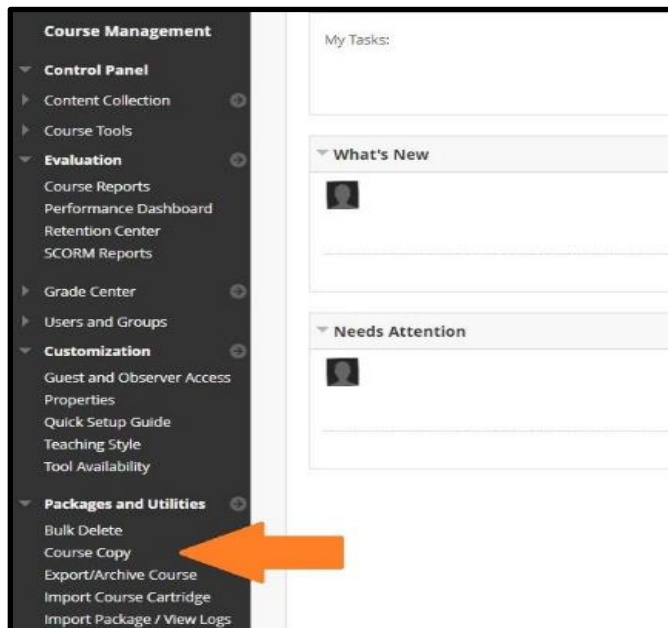 Course Management
Control Panel
Content Collection
Course Tools
Evaluation
Course Reports
Performance Dashboard
Retention Center
SCORM Reports
Grade Center
Users and Groups
Customization
Guest and Observer Access
Properties
Quick Setup Guide
Teaching Style
Tool Availability
Packages and Utilities
Bulk Delete
Course Copy
Export/Archive Course
Import Course Cartridge
Import Package / View Logs
My Tasks:
What's New
Needs Attention